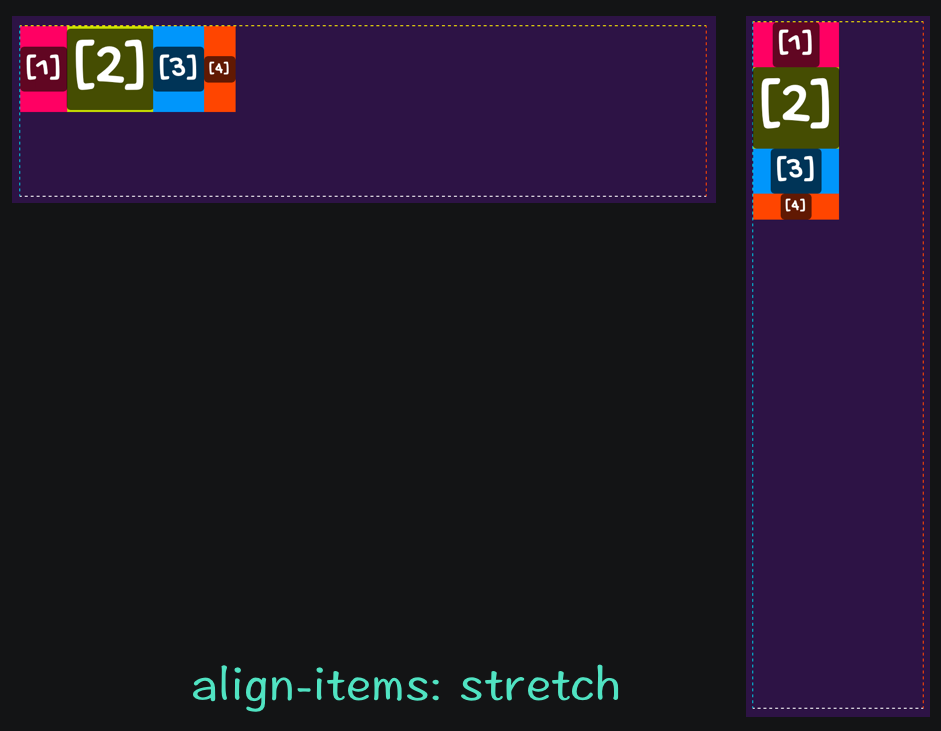 [1] [2] [3] [4]
[1]
[2]
[3]
[4]
align-items: stretch